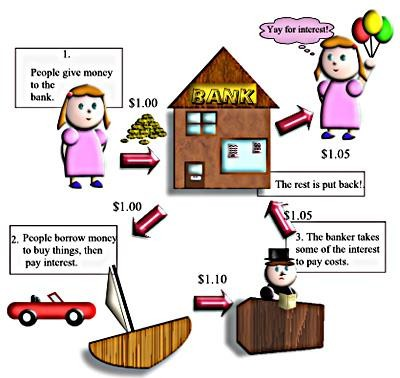 Yay for interest!
1.
People give money
to the
bank.
$1.00
BANK
$1.05
The rest is put back!.
$1.00
$1.05
2. People borrow money
to buy things, then
pay interest.
3. The banker takes
some of the interest
to pay costs.
$1.10